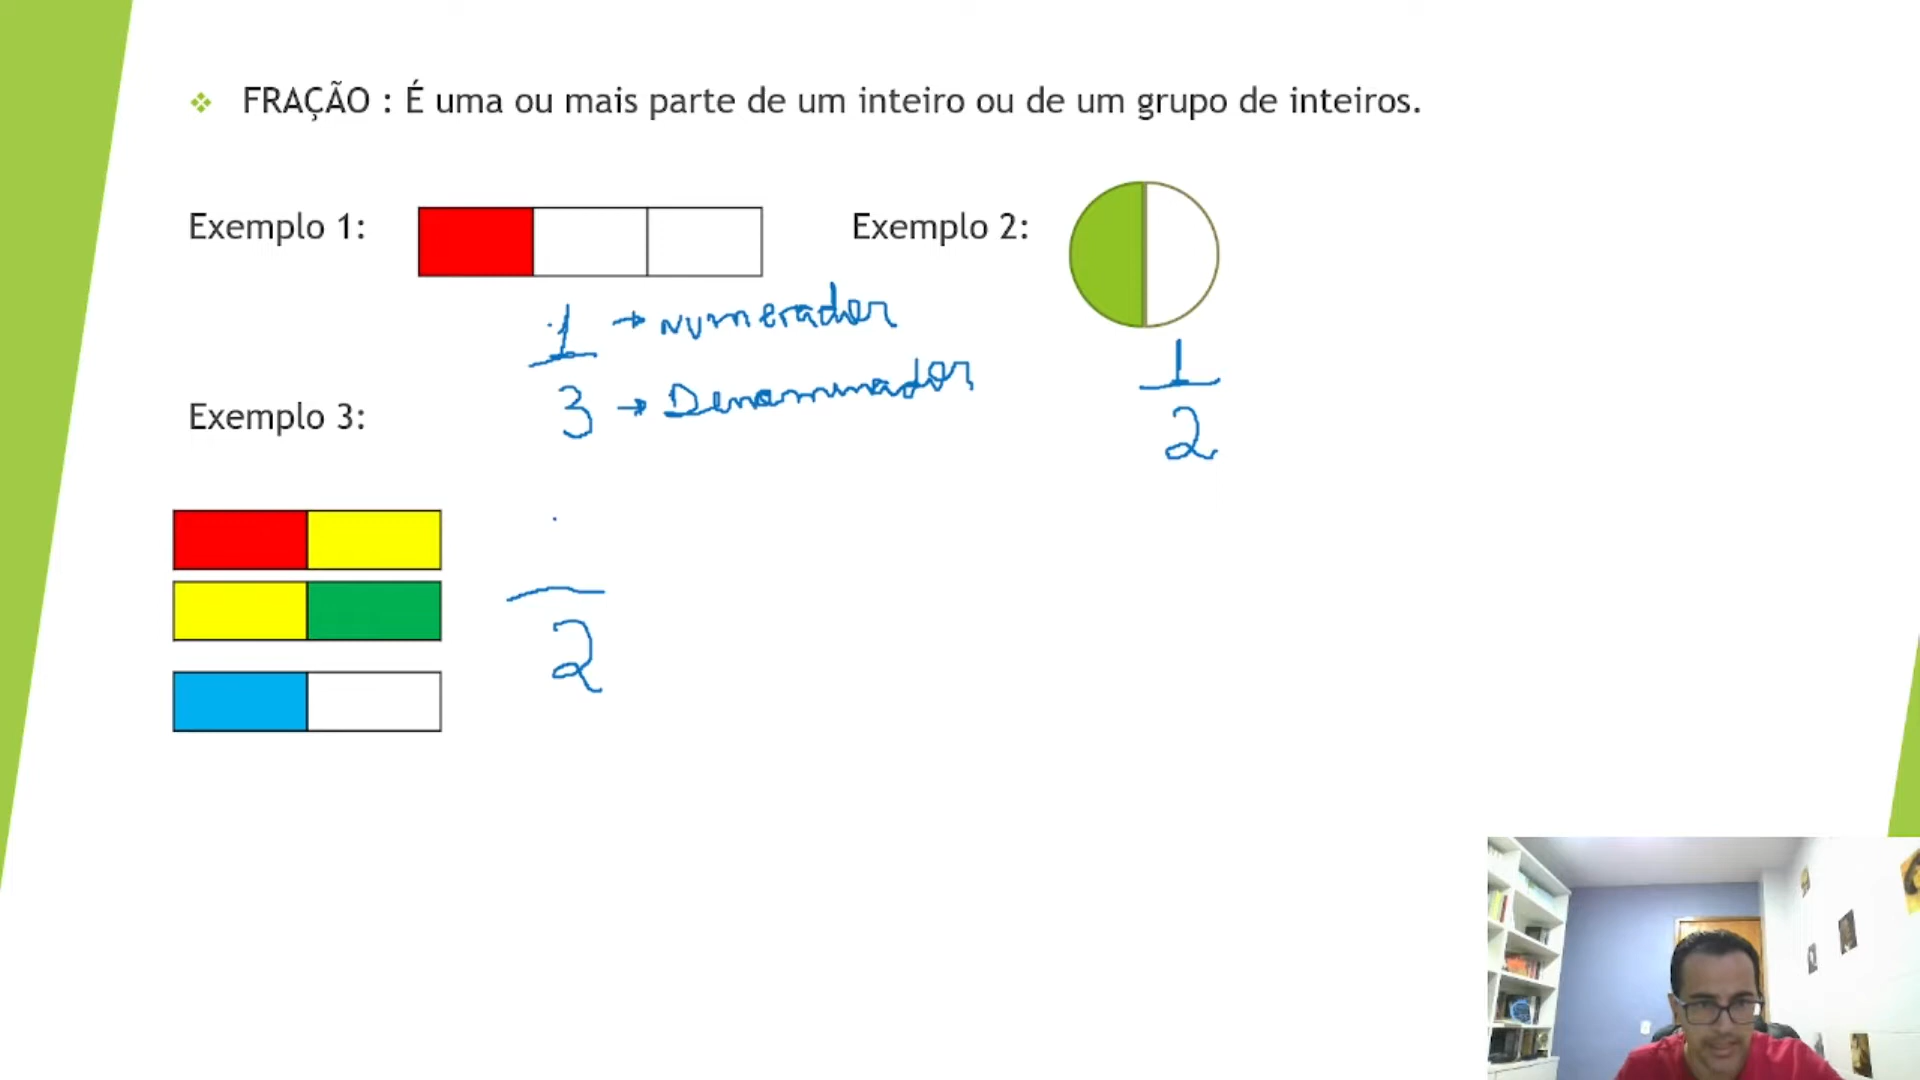 FRAÇÃO : É uma ou mais parte de um inteiro ou de um grupo de inteiros.
Exemplo 1:
Exemplo 2:
1 → numerador
3 → Denominador
1
2
Exemplo 3:
2